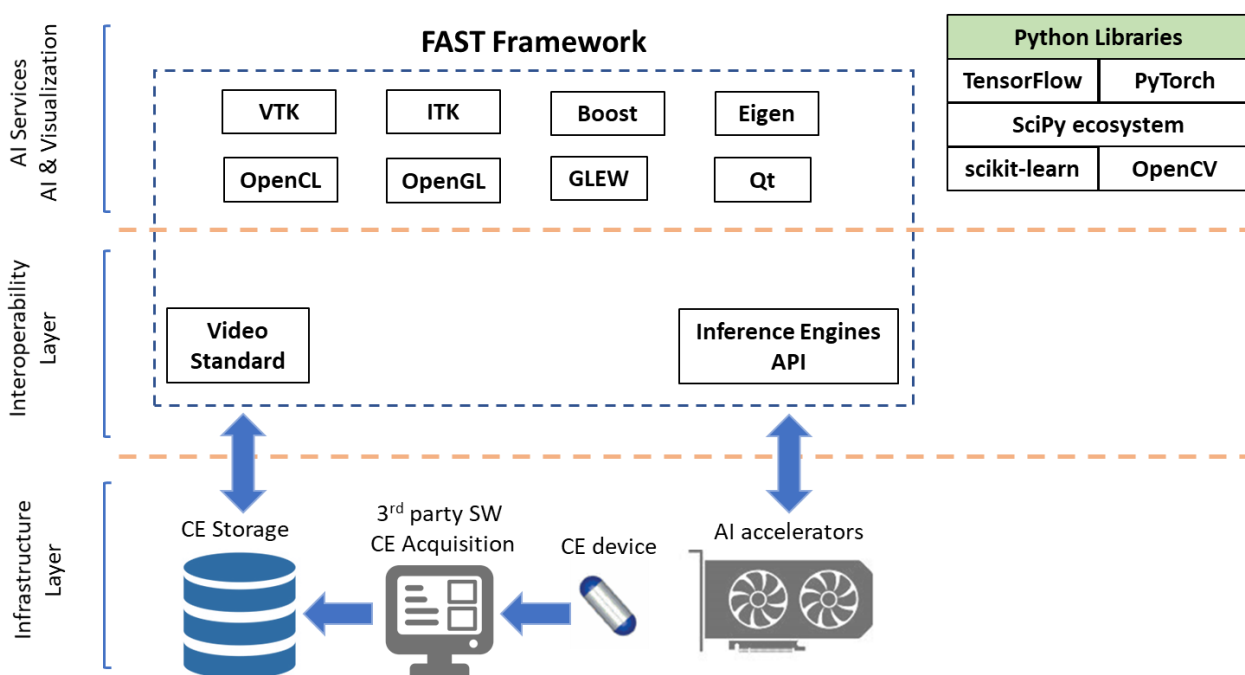 FAST Framework
AI Services
AI & Visualization
VTK
ITK
Boost
Eigen
OpenCL
OpenGL
GLEW
Qt
Python Libraries
TensorFlow
PyTorch
SciPy ecosystem
scikit-learn
OpenCV
Interoperability
Layer
Video
Standard
Inference Engines
API
Infrastructure
Layer
CE Storage
3rd party SW
CE Acquisition
CE device
AI accelerators